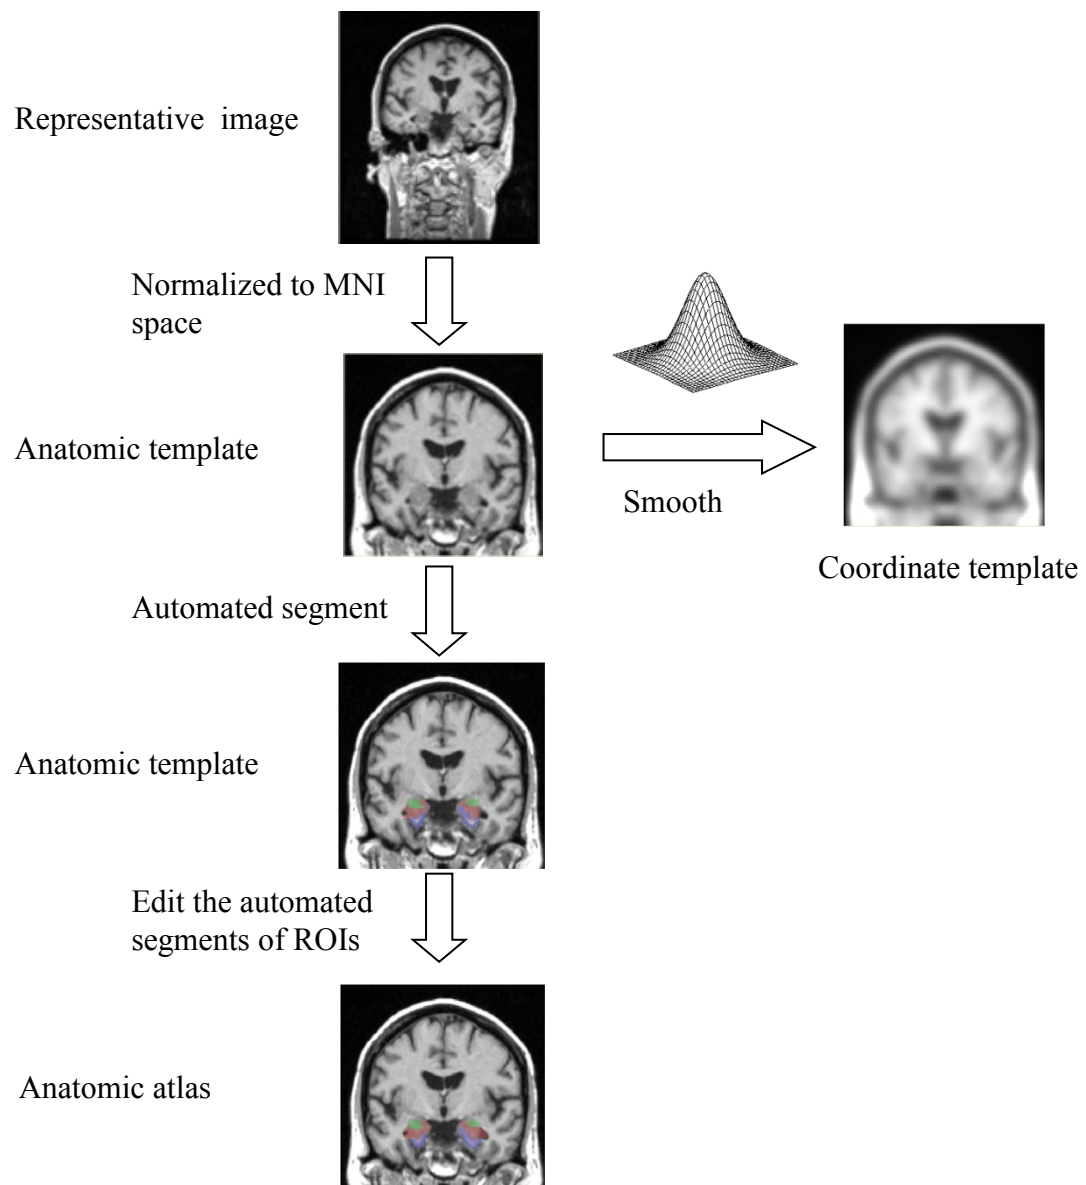 Representative image
Normalized to MNI
space
Anatomic template
Smooth
Coordinate template
Automated segment
Anatomic template
Edit the automated
segments of ROIs
Anatomic atlas